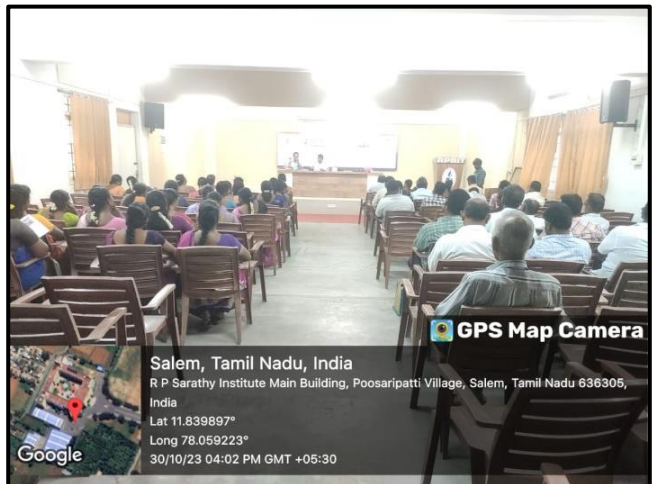 RPSIT
GPS Map Camera
Salem, Tamil Nadu, India
R P Sarathy Institute Main Building, Poosaripatti Village, Salem, Tamil Nadu 636305,
India
Lat 11.839897°
Long 78.059223°
30/10/23 04:02 PM GMT +05:30
Google